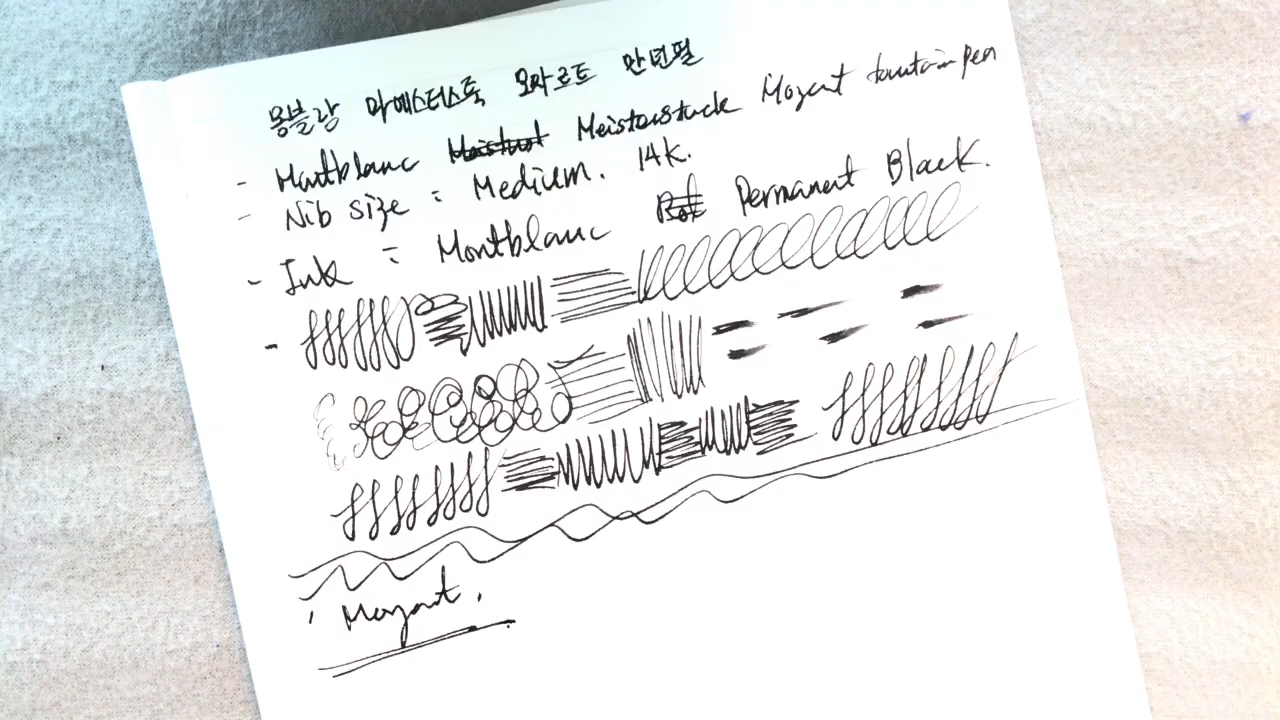 몽블랑 마에스터스툭 모짜르트 만년필
- Montblanc Meisterstuck Mozart fountain pen
- Nib size : Medium. 14K.
- Ink : Montblanc Permanent Black.
-
' Mozart,